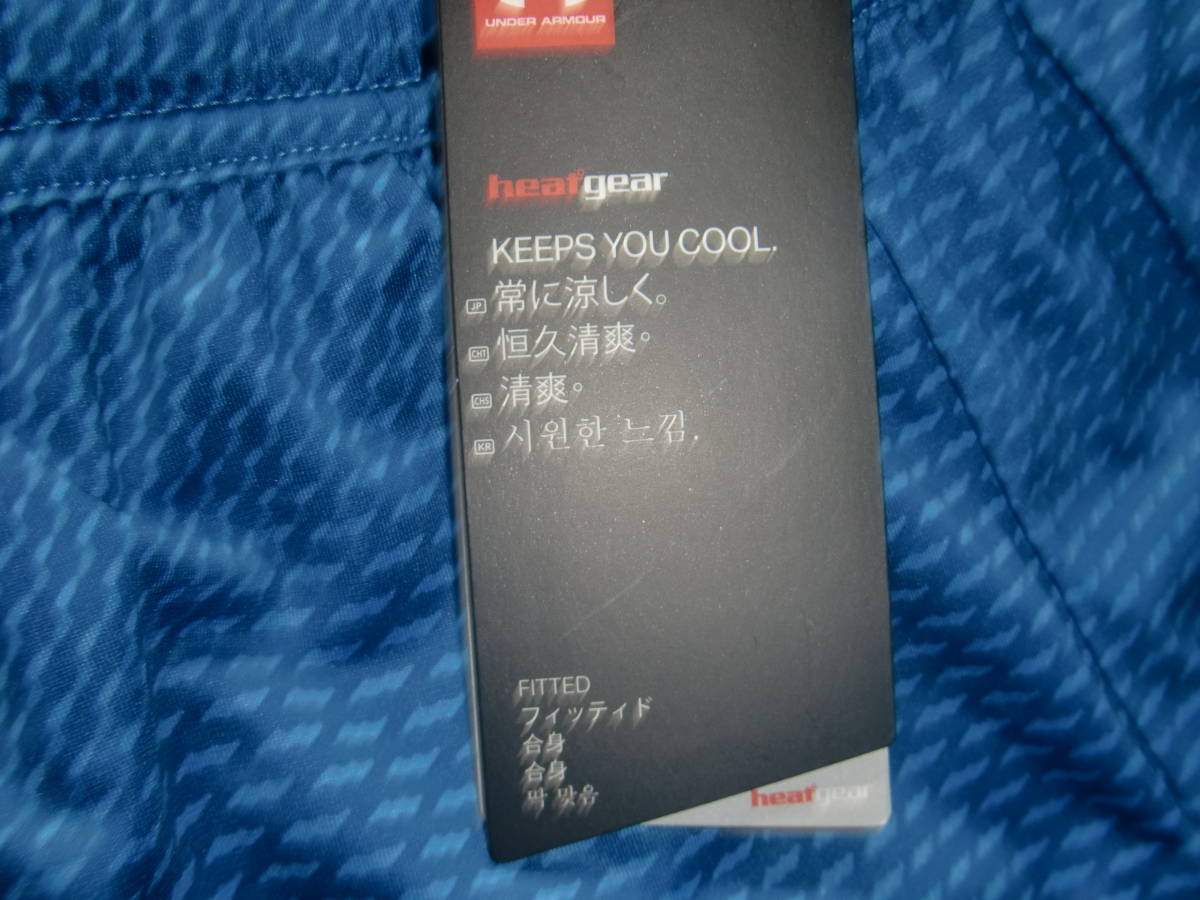 UNDER ARMOUR
heatgear
KEEPS YOU COOL.
JP 常に涼しく。
CHT 恒久清爽。
CHS 清爽。
KR 시원한 느낌.
FITTED
フィッティド
合身
合身
딱 맞음
heatgear